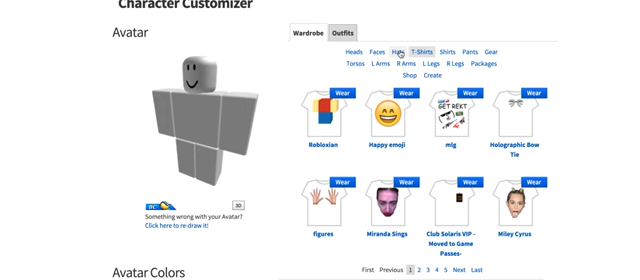 Character Customizer
Avatar
Wardrobe Outfits
Heads Faces Hats T-Shirts Shirts Pants Gear
Torsos L Arms R Arms L Legs R Legs Packages
Shop Create
Wear Wear Wear Wear
GET REKT
Robloxian Happy emoji mlg Holographic Bow Tie
Wear Wear Wear Wear
figures Miranda Sings Club Solaris VIP - Moved to Game Passes- Miley Cyrus
BC
3D
Something wrong with your Avatar?
Click here to re-draw it!
First Previous 1 2 3 4 5 Next Last
Avatar Colors